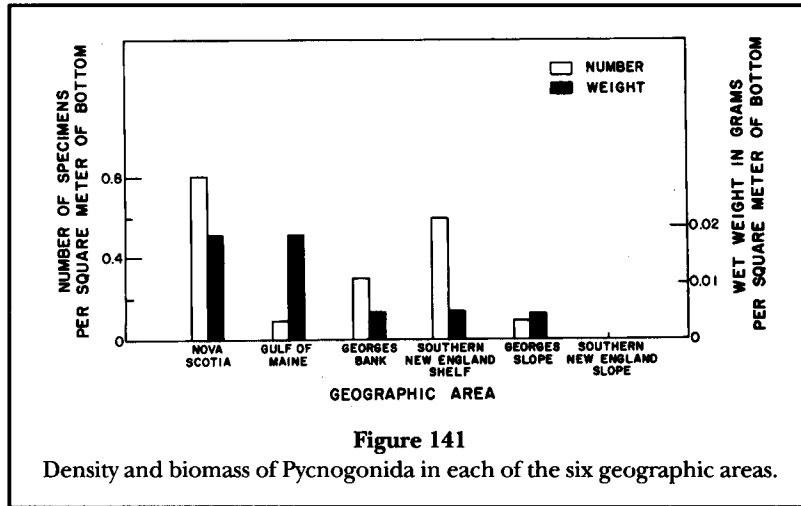 NUMBER OF SPECIMENS
PER SQUARE METER OF BOTTOM
0.8
0.4
0
NUMBER
WEIGHT
WET WEIGHT IN GRAMS
PER SQUARE METER OF BOTTOM
0.02
0.01
0
NOVA
SCOTIA
GULF OF
MAINE
GEORGES
BANK
SOUTHERN
NEW ENGLAND
SHELF
GEORGES
SLOPE
SOUTHERN
NEW ENGLAND
SLOPE
GEOGRAPHIC AREA
Figure 141
Density and biomass of Pycnogonida in each of the six geographic areas.